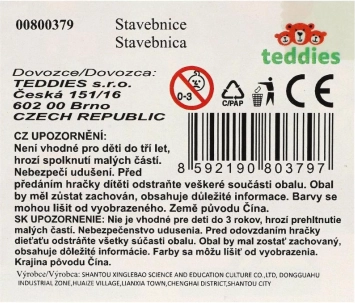 00800379 Stavebnice
Stavebnica
teddies
Dovozce/Dovozca:
TEDDIES s.r.o.
Česká 151/16
602 00 Brno
CZECH REPUBLIC
0-3
C/PAP
CE
8 592190 803797
CZ UPOZORNĚNÍ:
Není vhodné pro děti do tří let,
hrozí spolknutí malých částí.
Nebezpečí udušení. Před
předáním hračky dítěti odstraňte veškeré součásti obalu. Obal
by měl zůstat zachován, obsahuje důležité informace. Barvy se
mohou lišit od vyobrazeného. Země původu Čína.
SK UPOZORNENIE: Nie je vhodné pre deti do 3 rokov, hrozí prehltnutie
malých častí. Nebezpečenstvo udusenia. Pred odovzdaním hračky
dieťaťu odstráňte všetky súčasti obalu. Obal by mal zostať zachovaný,
obsahuje dôležité informácie. Farby sa môžu líšiť od vyobrazeného.
Krajina pôvodu Čína.
Výrobce/Výrobca: SHANTOU XINGLEBAO SCIENCE AND EDUCATION CULTURE CO.,LTD, DONGGUAHU
INDUSTRIAL ZONE,HUAIZE VILLAGE,LIANXIA TOWN,CHENGHAI DISTRICT,SHANTOU CITY